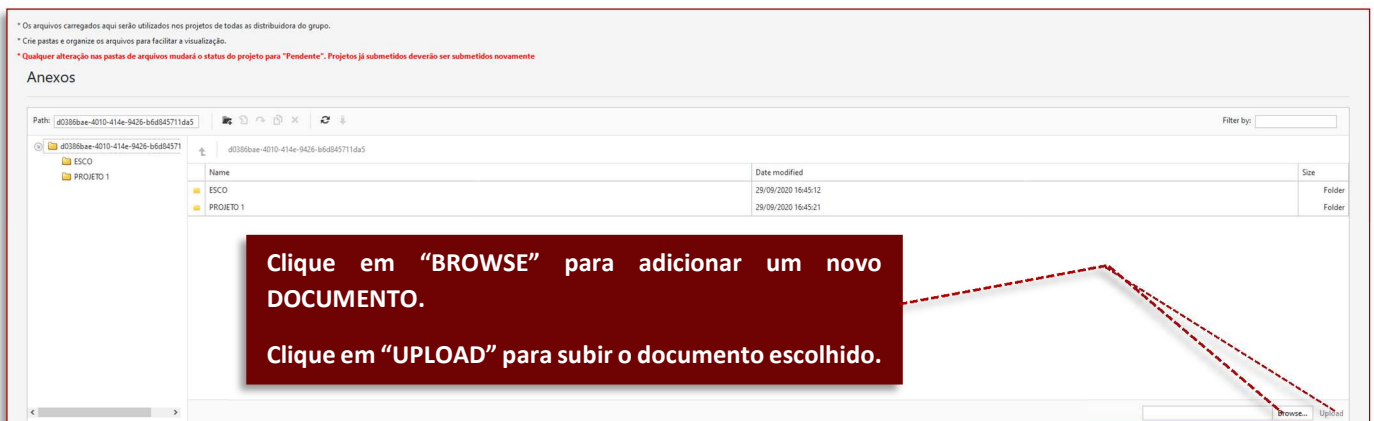 * Os arquivos carregados aqui serão utilizados nos projetos de todas as distribuidora do grupo.
* Crie pastas e organize os arquivos para facilitar a visualização.
* Qualquer alteração nas pastas de arquivos mudará o status do projeto para "Pendente". Projetos já submetidos deverão ser submetidos novamente
Anexos
Path: d0386bae-4010-414e-9426-b6d845711da5 Filter by:
d0386bae-4010-414e-9426-b6d84571 d0386bae-4010-414e-9426-b6d845711da5
ESCO
PROJETO 1
Name Date modified Size
ESCO 29/09/2020 16:45:12 Folder
PROJETO 1 29/09/2020 16:45:21 Folder
Clique em “BROWSE” para adicionar um novo
DOCUMENTO.
Clique em “UPLOAD” para subir o documento escolhido.
Browse... Upload